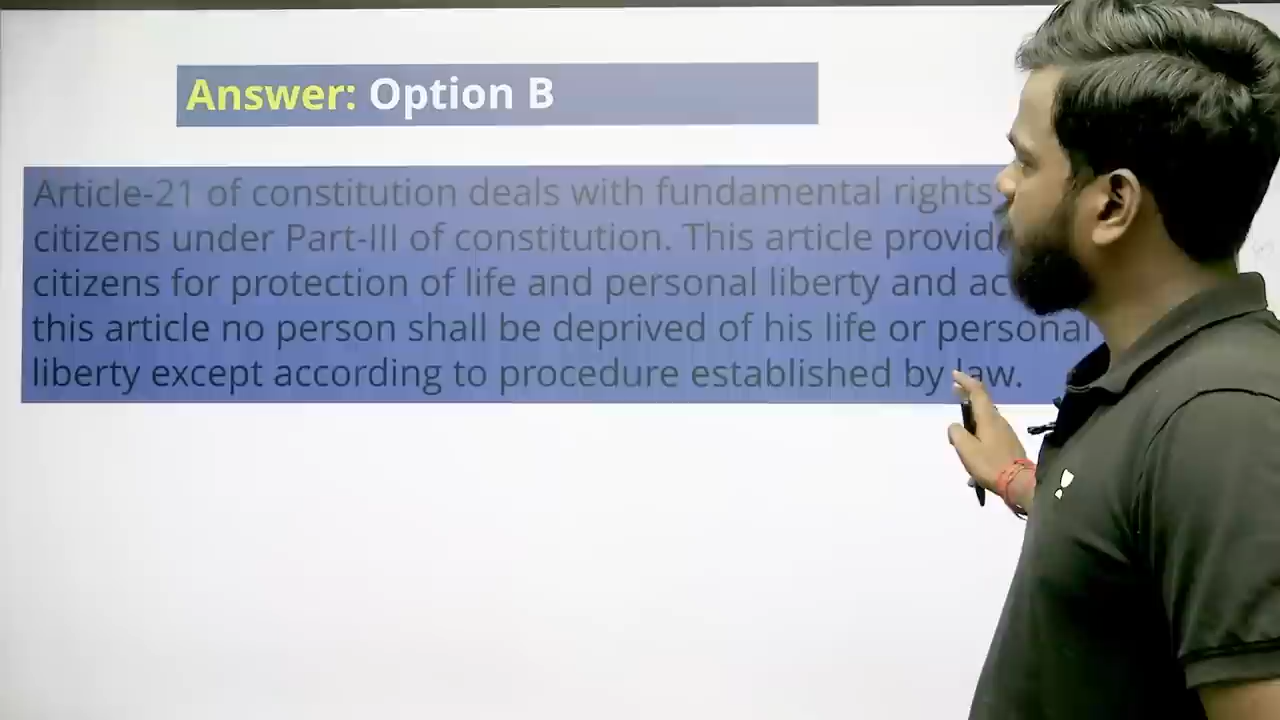 Answer: Option B
Article-21 of constitution deals with fundamental rights
citizens under Part-III of constitution. This article
citizens for protection of life and personal liberty and
this article no person shall be deprived of his life or personal
liberty except according to procedure established by law.